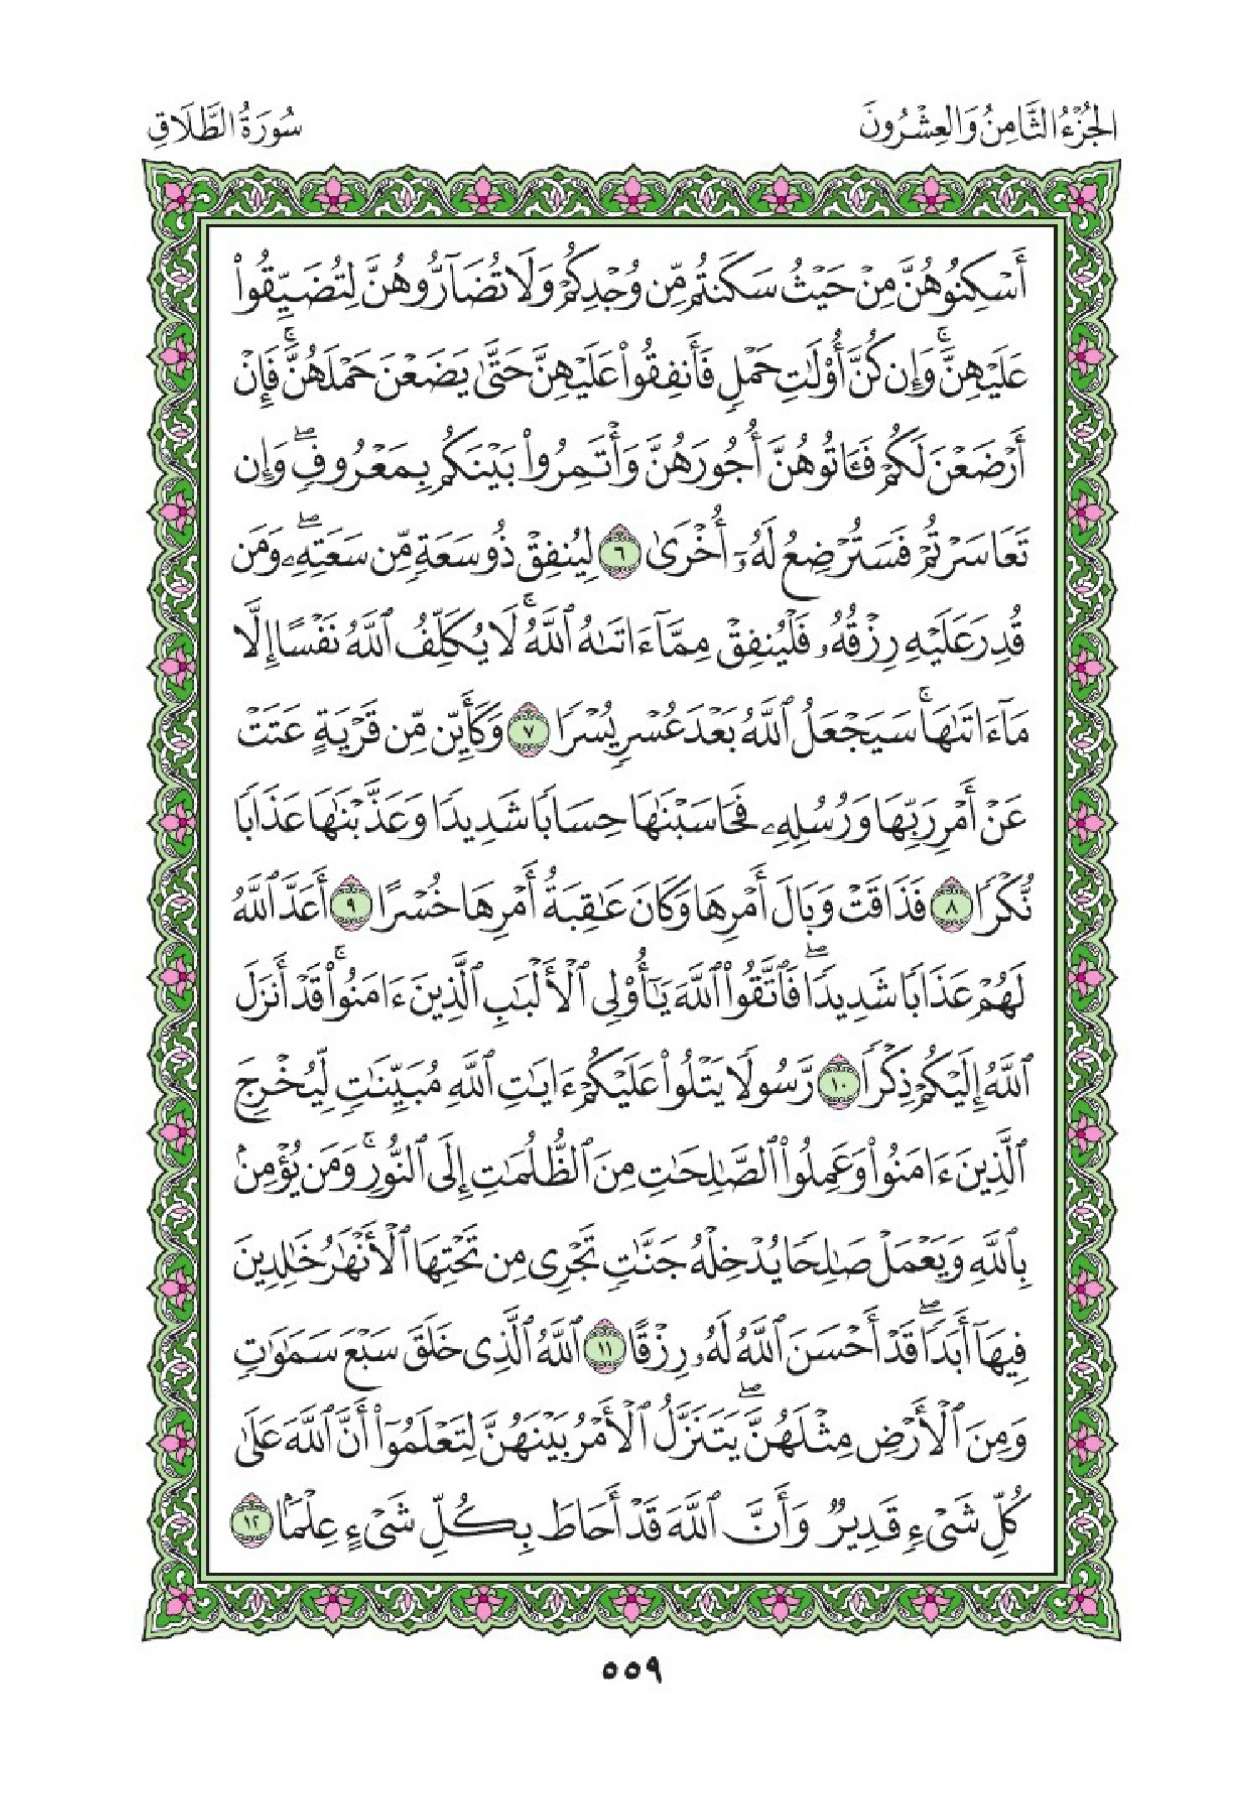 الجُزْءُ الثَّامِنُ وَالعِشْرُونَ
سُورَةُ الطَّلَاقِ
أَسۡكِنُوهُنَّ مِنۡ حَيۡثُ سَكَنتُم مِّن وُجۡدِكُمۡ وَلَا تُضَآرُّوهُنَّ لِتُضَيِّقُواْ
عَلَيۡهِنَّۚ وَإِن كُنَّ أُوْلَٰتِ حَمۡلٖ فَأَنفِقُواْ عَلَيۡهِنَّ حَتَّىٰ يَضَعۡنَ حَمۡلَهُنَّۚ فَإِنۡ
أَرۡضَعۡنَ لَكُمۡ فَـَٔاتُوهُنَّ أُجُورَهُنَّ وَأۡتَمِرُواْ بَيۡنَكُم بِمَعۡرُوفٖۖ وَإِن
تَعَاسَرۡتُمۡ فَسَتُرۡضِعُ لَهُۥٓ أُخۡرَىٰ ٦ لِيُنفِقۡ ذُو سَعَةٖ مِّن سَعَتِهِۦۖ وَمَن
قُدِرَ عَلَيۡهِ رِزۡقُهُۥ فَلۡيُنفِقۡ مِمَّآ ءَاتَىٰهُ ٱللَّهُۚ لَا يُكَلِّفُ ٱللَّهُ نَفۡسًا إِلَّا
مَآ ءَاتَىٰهَاۚ سَيَجۡعَلُ ٱللَّهُ بَعۡدَ عُسۡرٖ يُسۡرٗا ٧ وَكَأَيِّن مِّن قَرۡيَةٍ عَتَتۡ
عَنۡ أَمۡرِ رَبِّهَا وَرُسُلِهِۦ فَحَاسَبۡنَٰهَا حِسَابٗا شَدِيدٗا وَعَذَّبۡنَٰهَا عَذَابٗا
نُّكۡرٗا ٨ فَذَاقَتۡ وَبَالَ أَمۡرِهَا وَكَانَ عَٰقِبَةُ أَمۡرِهَا خُسۡرًا ٩ أَعَدَّ ٱللَّهُ
لَهُمۡ عَذَابٗا شَدِيدٗاۖ فَٱتَّقُواْ ٱللَّهَ يَٰٓأُوْلِي ٱلۡأَلۡبَٰبِ ٱلَّذِينَ ءَامَنُواْۚ قَدۡ أَنزَلَ
ٱللَّهُ إِلَيۡكُمۡ ذِكۡرٗا ١٠ رَّسُولٗا يَتۡلُواْ عَلَيۡكُمۡ ءَايَٰتِ ٱللَّهِ مُبَيِّنَٰتٖ لِّيُخۡرِجَ
ٱلَّذِينَ ءَامَنُواْ وَعَمِلُواْ ٱلصَّٰلِحَٰتِ مِنَ ٱلظُّلُمَٰتِ إِلَى ٱلنُّورِۚ وَمَن يُؤۡمِنۢ
بِٱللَّهِ وَيَعۡمَلۡ صَٰلِحٗا يُدۡخِلۡهُ جَنَّٰتٖ تَجۡرِي مِن تَحۡتِهَا ٱلۡأَنۡهَٰرُ خَٰلِدِينَ
فِيهَآ أَبَدٗاۖ قَدۡ أَحۡسَنَ ٱللَّهُ لَهُۥ رِزۡقًا ١١ ٱللَّهُ ٱلَّذِي خَلَقَ سَبۡعَ سَمَٰوَٰتٖ
وَمِنَ ٱلۡأَرۡضِ مِثۡلَهُنَّۖ يَتَنَزَّلُ ٱلۡأَمۡرُ بَيۡنَهُنَّ لِتَعۡلَمُوٓاْ أَنَّ ٱللَّهَ عَلَىٰ
كُلِّ شَيۡءٖ قَدِيرٞ وَأَنَّ ٱللَّهَ قَدۡ أَحَاطَ بِكُلِّ شَيۡءٍ عِلۡمَۢا ١٢
٥٥٩